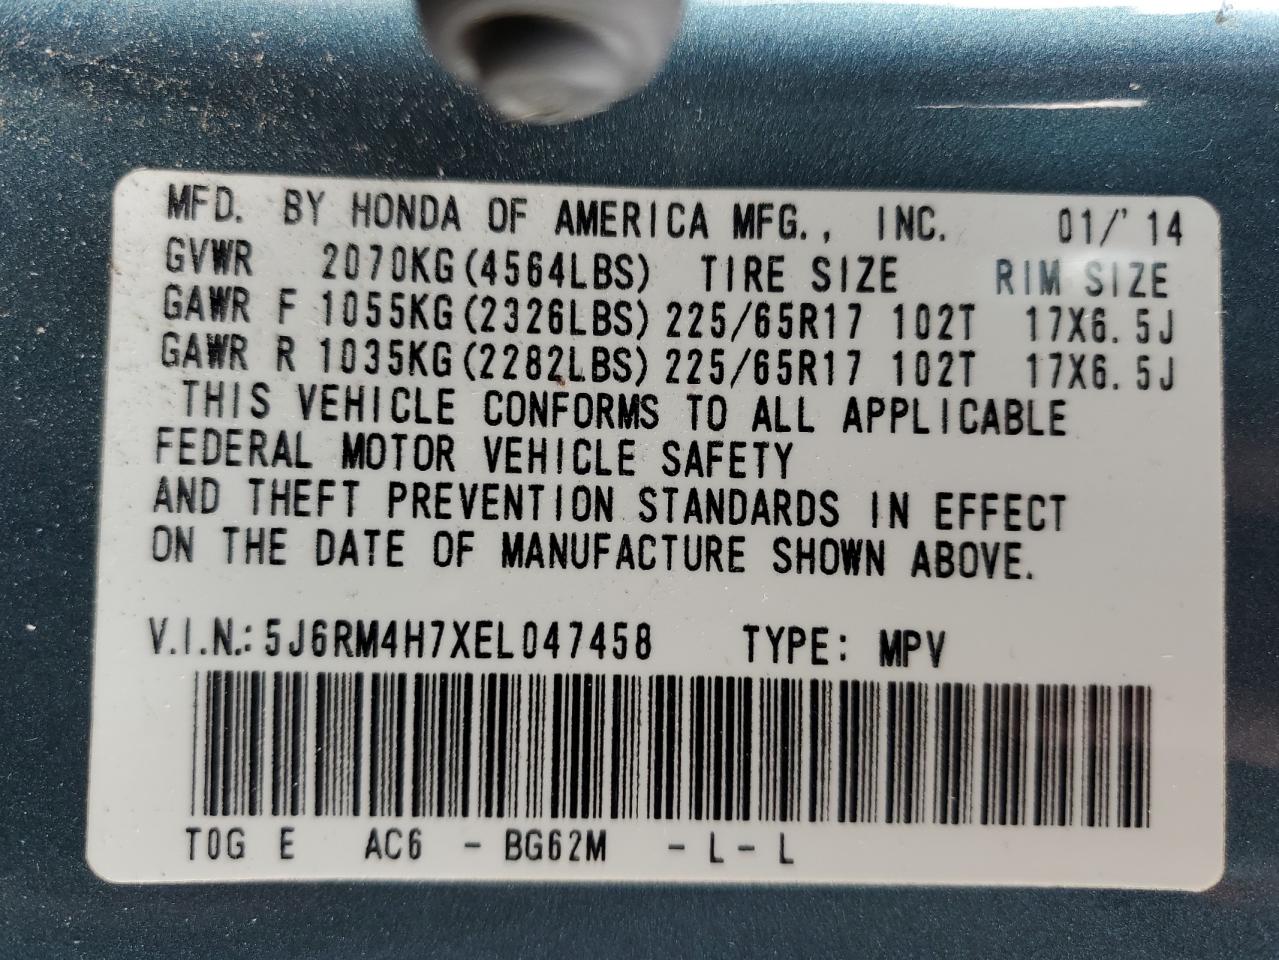 MFD. BY HONDA OF AMERICA MFG., INC. 01/'14
GVWR 2070KG(4564LBS) TIRE SIZE RIM SIZE
GAWR F 1055KG(2326LBS) 225/65R17 102T 17X6.5J
GAWR R 1035KG(2282LBS) 225/65R17 102T 17X6.5J
THIS VEHICLE CONFORMS TO ALL APPLICABLE
FEDERAL MOTOR VEHICLE SAFETY
AND THEFT PREVENTION STANDARDS IN EFFECT
ON THE DATE OF MANUFACTURE SHOWN ABOVE.
V.I.N.: 5J6RM4H7XEL047458 TYPE: MPV
T0G E AC6 - BG62M - L - L